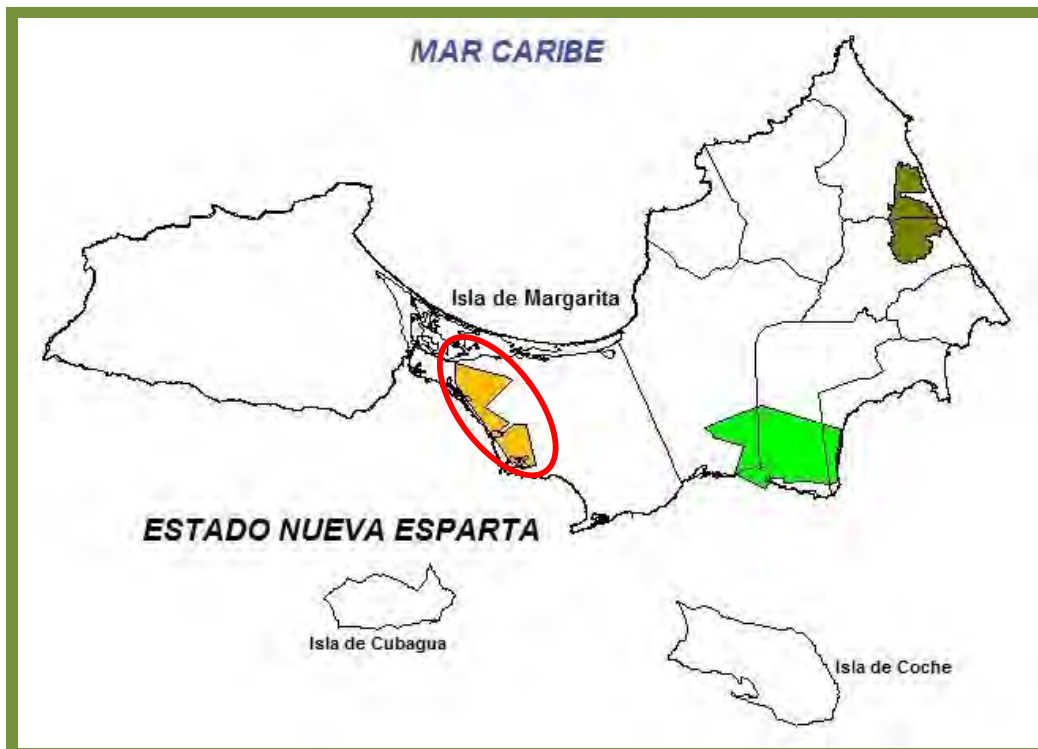 MAR CARIBE
Isla de Margarita
ESTADO NUEVA ESPARTA
Isla de Cubagua
Isla de Coche